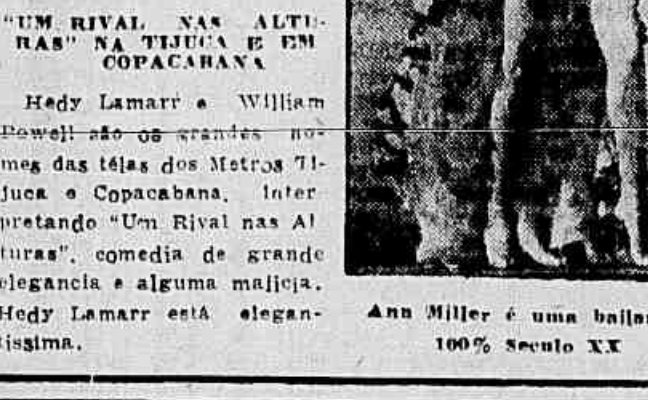 "UM RIVAL NAS ALTU-
RAS" NA TIJUCA E EM
COPACABANA
Hedy Lamarr e William
Powell são os grandes no-
mes das télas dos Metros Ti-
juca e Copacabana. Inter
pretando "Um Rival nas Al
turas", comedia de grande
elegancia e alguma malicia.
Hedy Lamarr está elegan-
tissima.
Ann Miller é uma bailar
100% Seculo XX